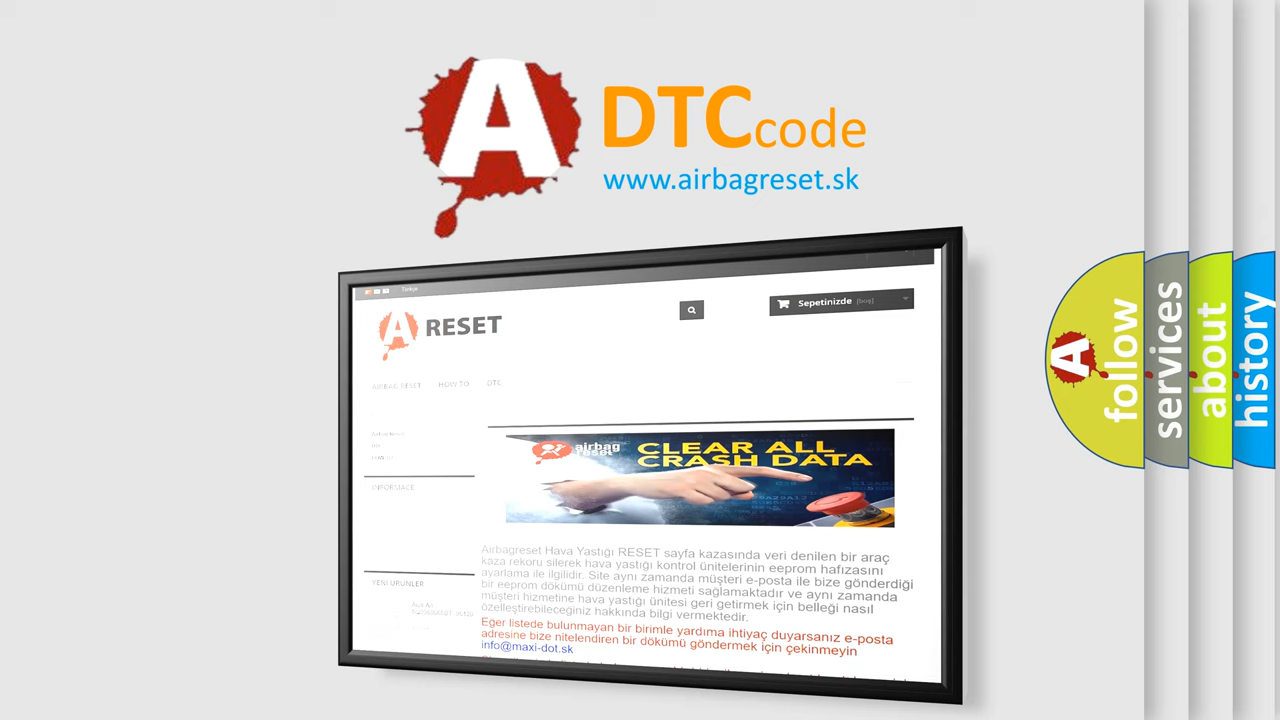 A
DTC code
www.airbagreset.sk
Türkçe
A RESET
Sepetinizde [boş]
AIRBAG RESET HOW TO DTC
airbag
reset
CLEAR ALL
CRASH DATA
INFORMACE
Airbagreset Hava Yastığı RESET sayfa kazasında veri denilen bir araç
kaza rekoru silerek hava yastığı kontrol ünitelerinin eeprom hafızasını
ayarlama ile ilgilidir. Site aynı zamanda müşteri e-posta ile bize gönderdiği
bir eeprom dökümü düzenleme hizmeti sağlamaktadır ve aynı zamanda
müşteri hizmetine hava yastığı ünitesi geri getirmek için belleği nasıl
özelleştirebileceğiniz hakkında bilgi vermektedir.
Eğer listede bulunmayan bir birimle yardıma ihtiyaç duyarsanız e-posta
adresine bize nitelendiren bir dökümü göndermek için çekinmeyin
info@maxi-dot.sk
YENI ÜRÜNLER
A
follow
services
about
history